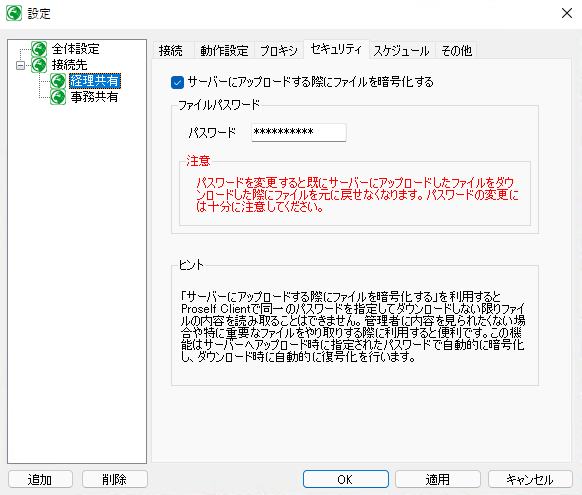 設定
全体設定
接続先
経理共有
事務共有
接続 動作設定 プロキシ セキュリティ スケジュール その他
サーバーにアップロードする際にファイルを暗号化する
ファイルパスワード
パスワード **********
注意
パスワードを変更すると既にサーバーにアップロードしたファイルをダウ
ンロードした際にファイルを元に戻せなくなります。パスワードの変更に
は十分に注意してください。
ヒント
「サーバーにアップロードする際にファイルを暗号化する」を利用すると
Proself Clientで同一のパスワードを指定してダウンロードしない限りファイ
ルの内容を読み取ることはできません。管理者に内容を見られたくない場
合や特に重要なファイルをやり取りする際に利用すると便利です。この機
能はサーバーへアップロード時に指定されたパスワードで自動的に暗号化
し、ダウンロード時に自動的に復号化を行います。
追加 削除 OK 適用 キャンセル